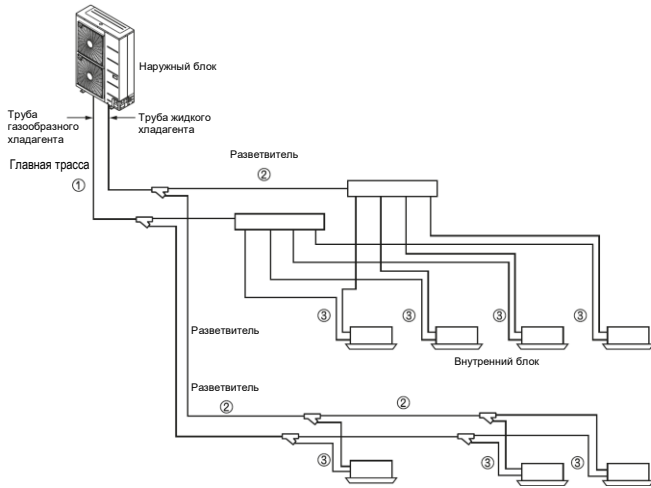 Наружный блок
Труба
газообразного
хладагента
Труба жидкого
хладагента
Главная трасса
①
Разветвитель
②
③
③
③
③
Разветвитель
Внутренний блок
Разветвитель
②
②
③
③
③